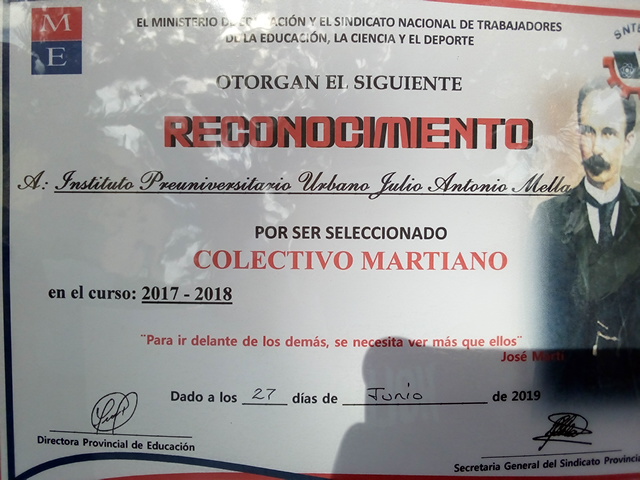 M
E
EL MINISTERIO DE EDUCACIÓN Y EL SINDICATO NACIONAL DE TRABAJADORES
DE LA EDUCACIÓN, LA CIENCIA Y EL DEPORTE
SNTE
OTORGAN EL SIGUIENTE
RECONOCIMIENTO
A: Instituto Preuniversitario Urbano Julio Antonio Mella
POR SER SELECCIONADO
COLECTIVO MARTIANO
en el curso: 2017 - 2018
"Para ir delante de los demás, se necesita ver más que ellos"
José Martí
Dado a los 27 días de Junio de 2019
Directora Provincial de Educación
Secretaria General del Sindicato Provincia